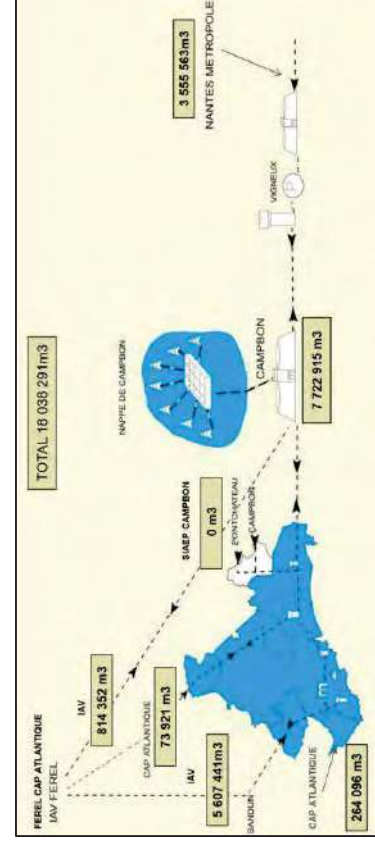 TOTAL 18 038 291m3
FEREL CAP ATLANTIQUE
IAV FEREL
IAV
814 352 m3
CAP ATLANTIQUE
73 921 m3
IAV
5 607 441m3
SANDUN
CAP ATLANTIQUE
264 096 m3
SIAEP CAMPBON
0 m3
PONTCHATEAU
CAMPBON
NAPPE DE CAMPBON
CAMPBON
7 722 915 m3
VIGNEUX
P
3 555 563m3
NANTES METROPOLE